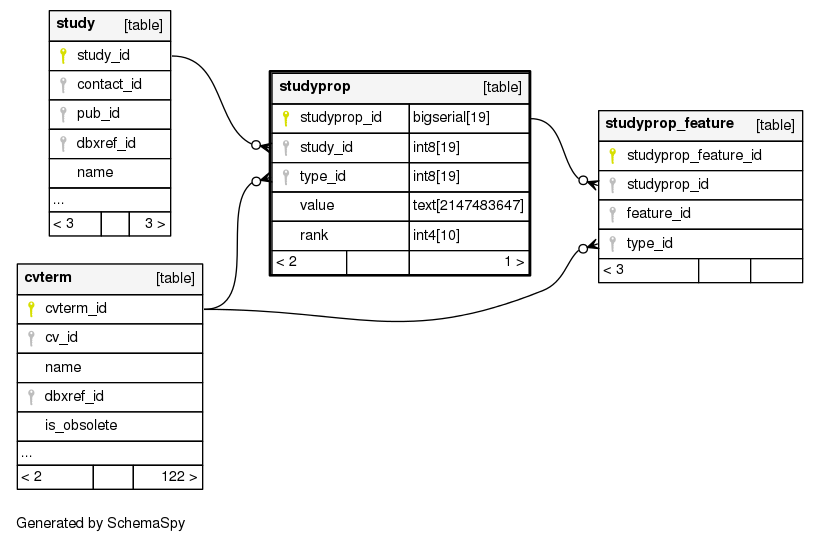 study [table]
study_id
contact_id
pub_id
dbxref_id
name
...
< 3 3 >
studyprop [table]
studyprop_id bigserial[19]
study_id int8[19]
type_id int8[19]
value text[2147483647]
rank int4[10]
< 2 1 >
studyprop_feature [table]
studyprop_feature_id
studyprop_id
feature_id
type_id
< 3
cvterm [table]
cvterm_id
cv_id
name
dbxref_id
is_obsolete
...
< 2 122 >
Generated by SchemaSpy